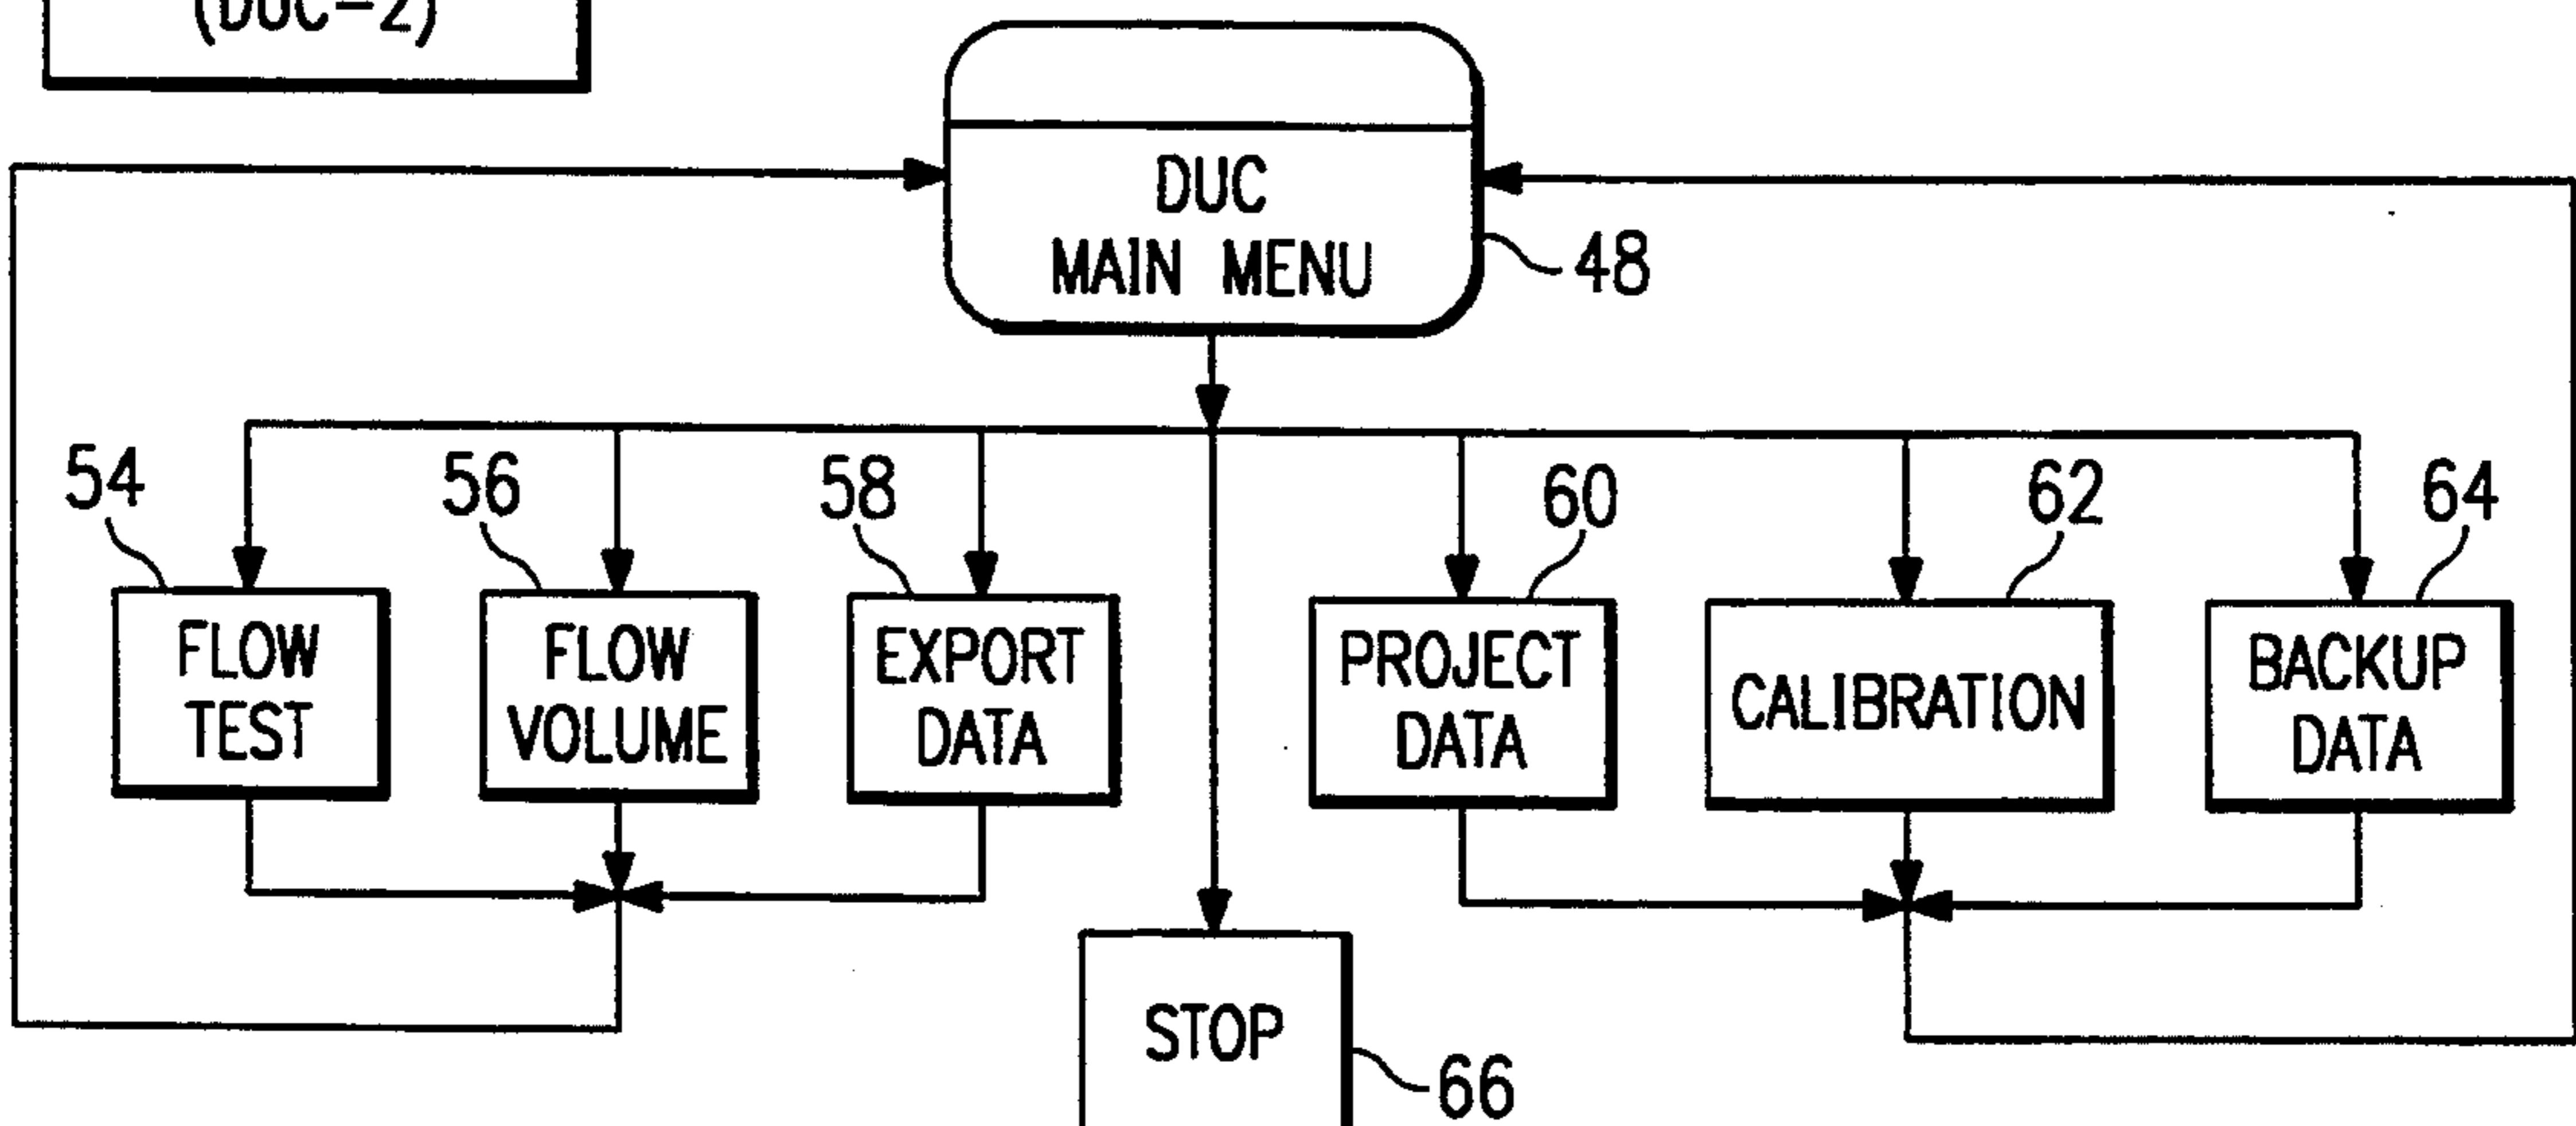 (DUC-2)
DUC
MAIN MENU
48
54
56
58
60
62
64
FLOW
TEST
FLOW
VOLUME
EXPORT
DATA
PROJECT
DATA
CALIBRATION
BACKUP
DATA
STOP
66